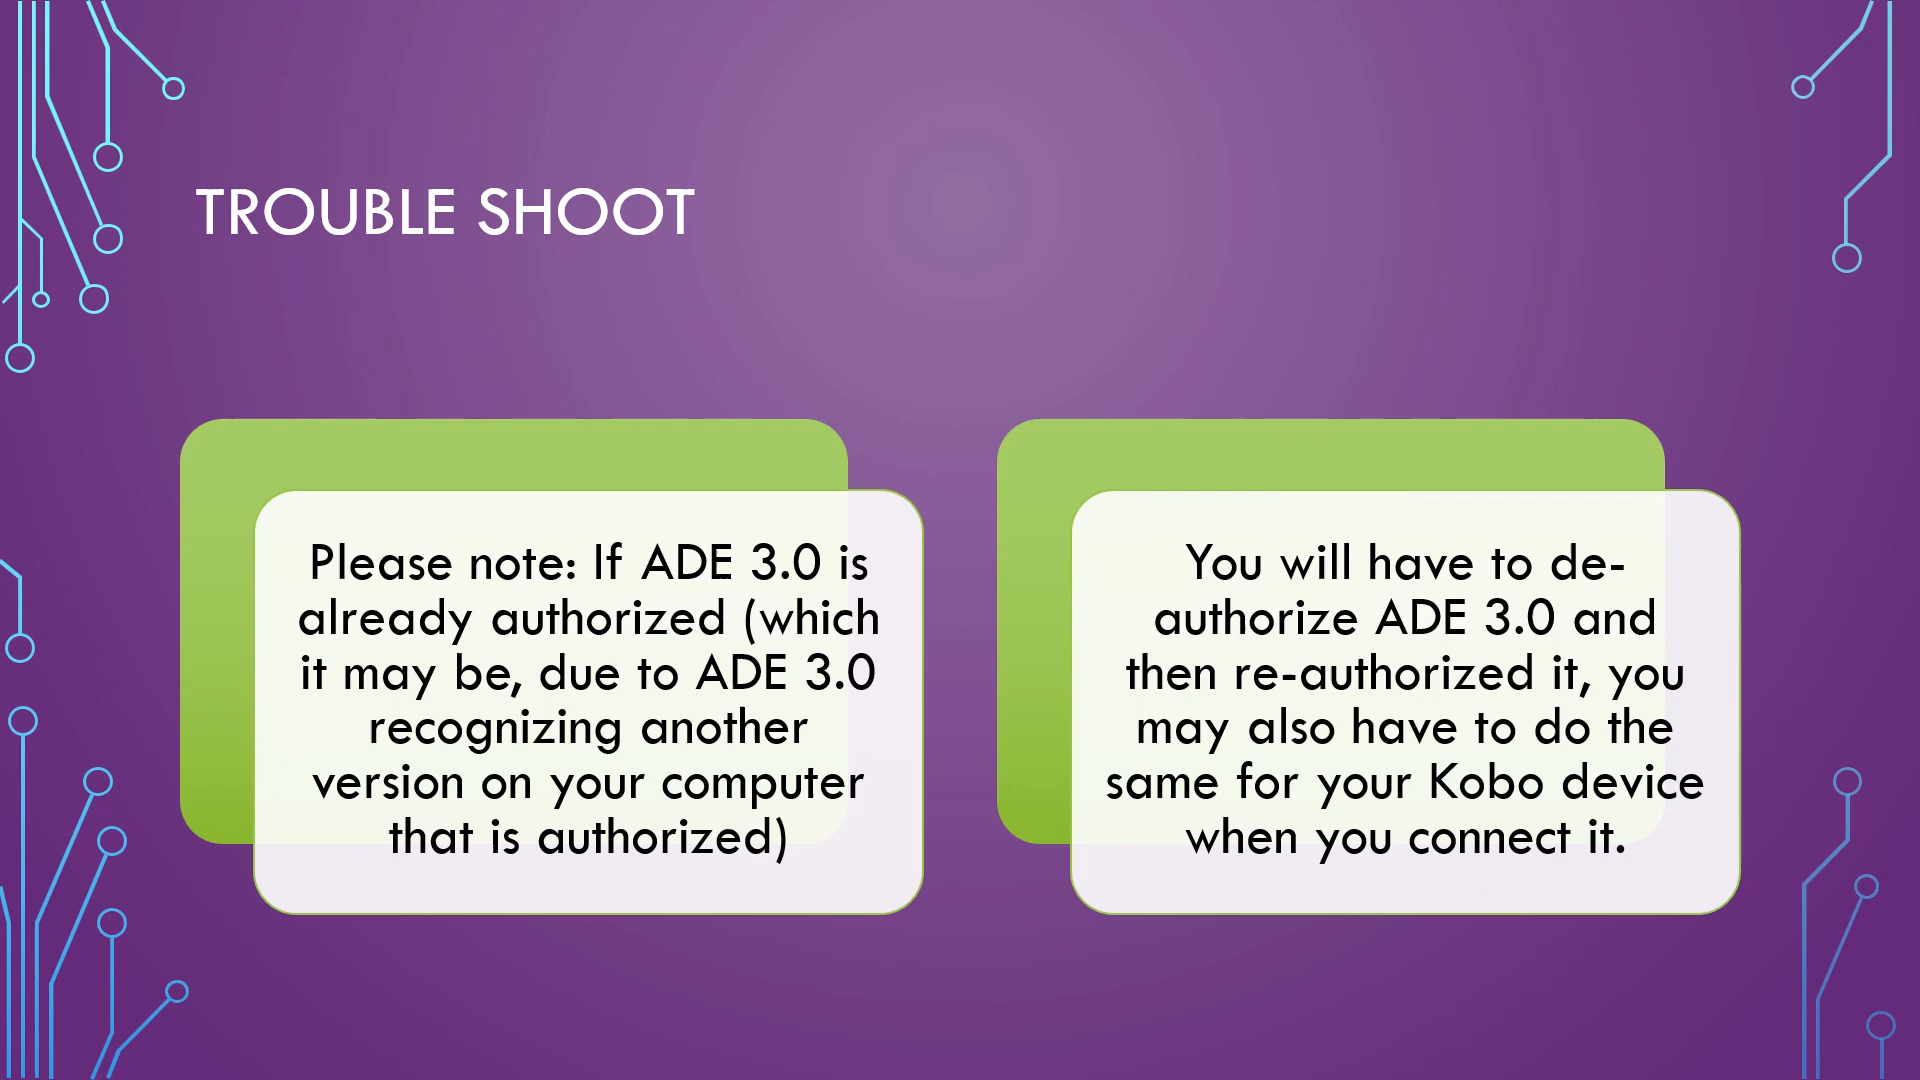 TROUBLE SHOOT
Please note: If ADE 3.0 is
already authorized (which
it may be, due to ADE 3.0
recognizing another
version on your computer
that is authorized)
You will have to de-
authorize ADE 3.0 and
then re-authorized it, you
may also have to do the
same for your Kobo device
when you connect it.